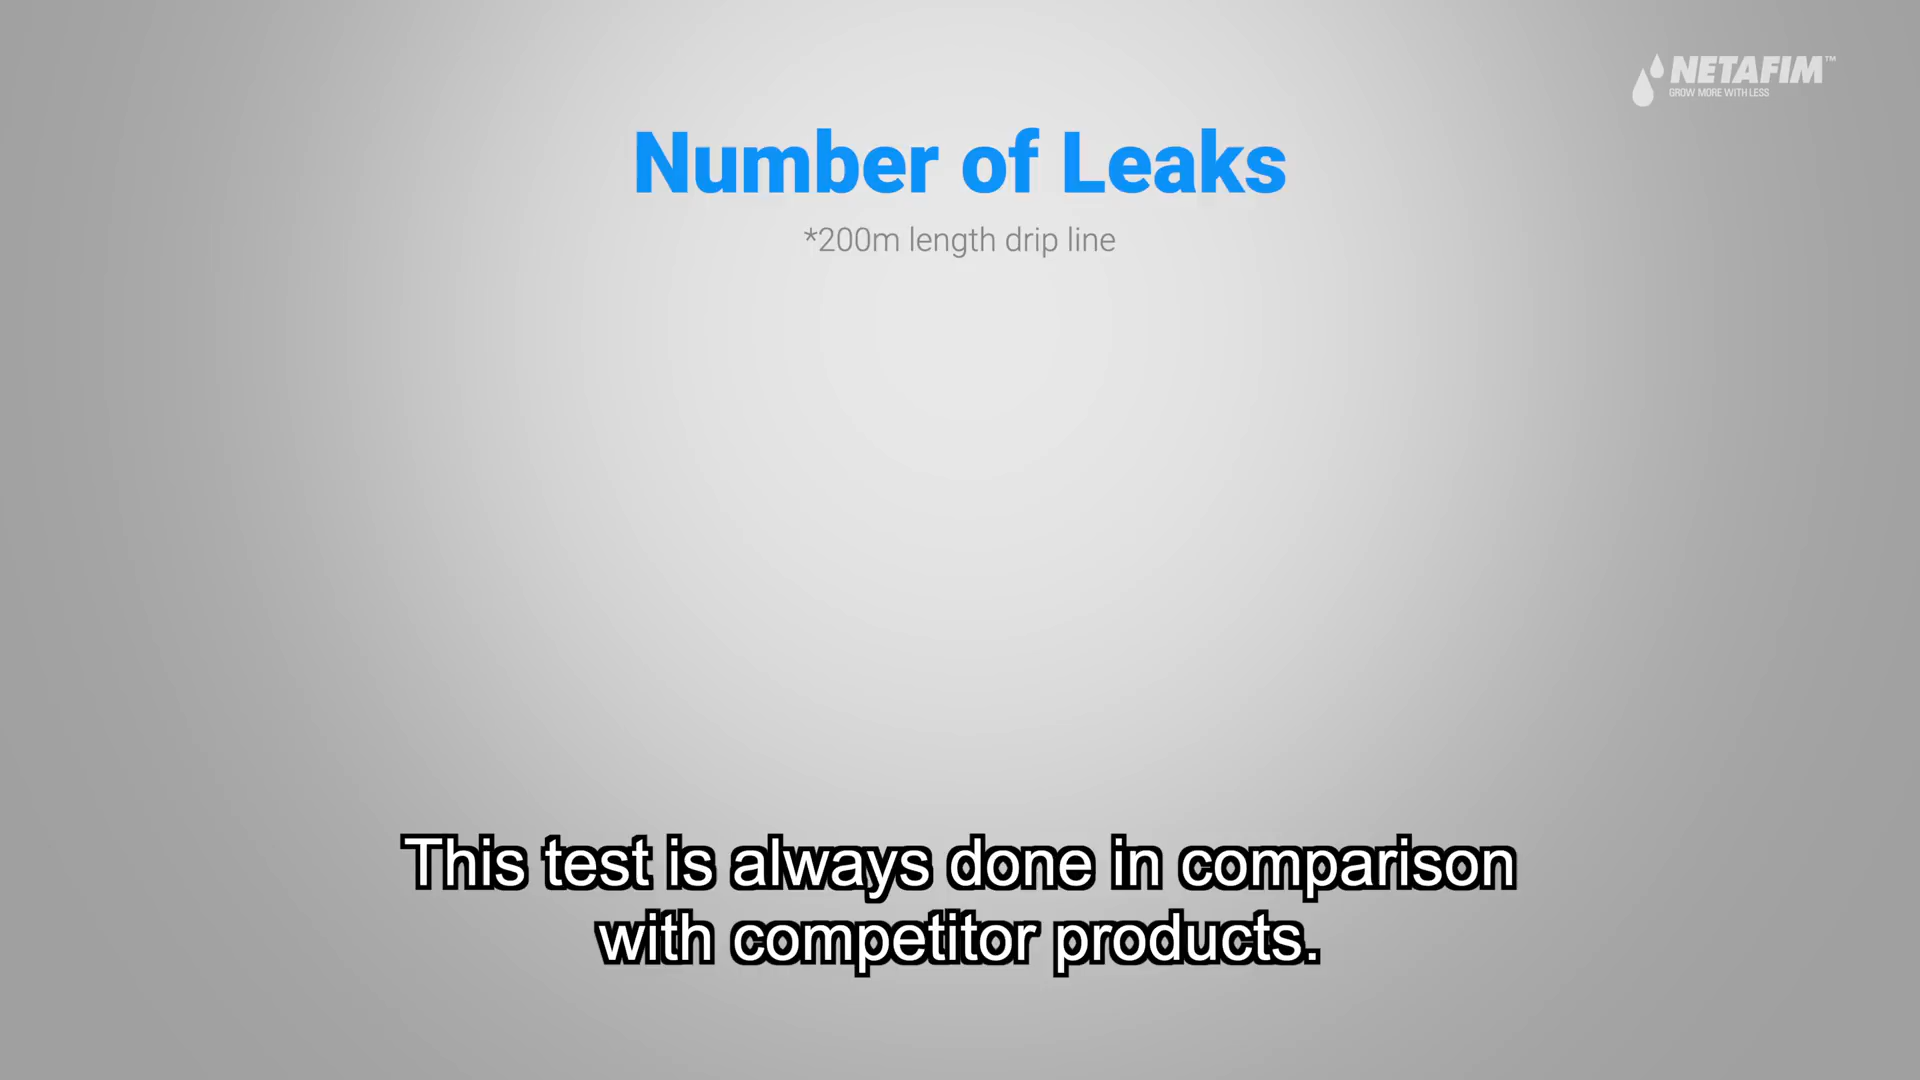 NETAFIM™
GROW MORE WITH LESS
Number of Leaks
*200m length drip line
This test is always done in comparison
with competitor products.